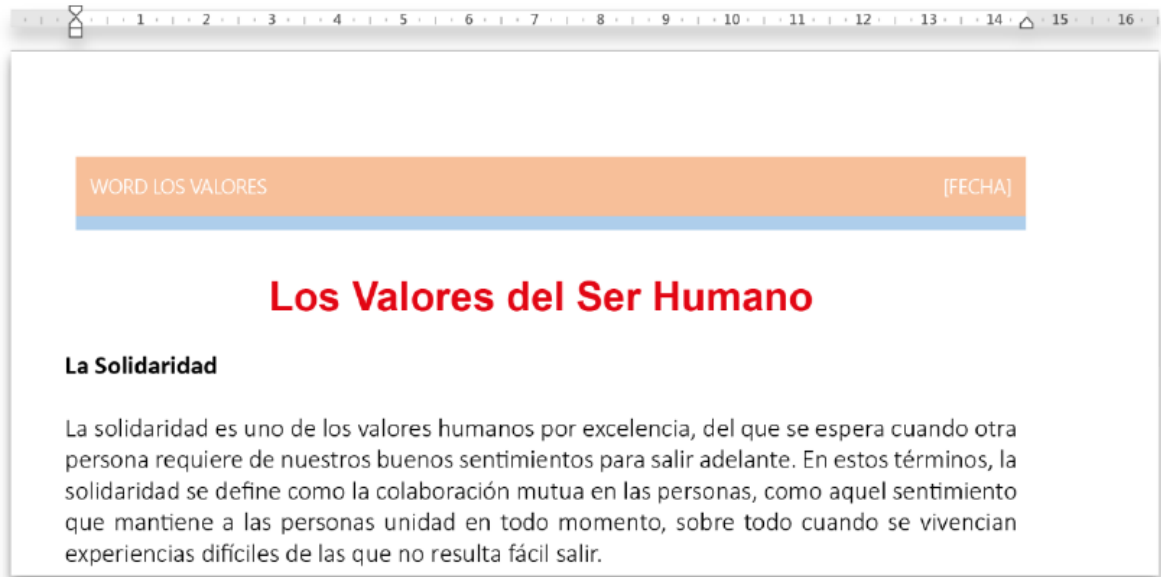 1 2 3 4 5 6 7 8 9 10 11 12 13 14 15 16
WORD LOS VALORES [FECHA]
Los Valores del Ser Humano
La Solidaridad
La solidaridad es uno de los valores humanos por excelencia, del que se espera cuando otra
persona requiere de nuestros buenos sentimientos para salir adelante. En estos términos, la
solidaridad se define como la colaboración mutua en las personas, como aquel sentimiento
que mantiene a las personas unidad en todo momento, sobre todo cuando se vivencian
experiencias difíciles de las que no resulta fácil salir.